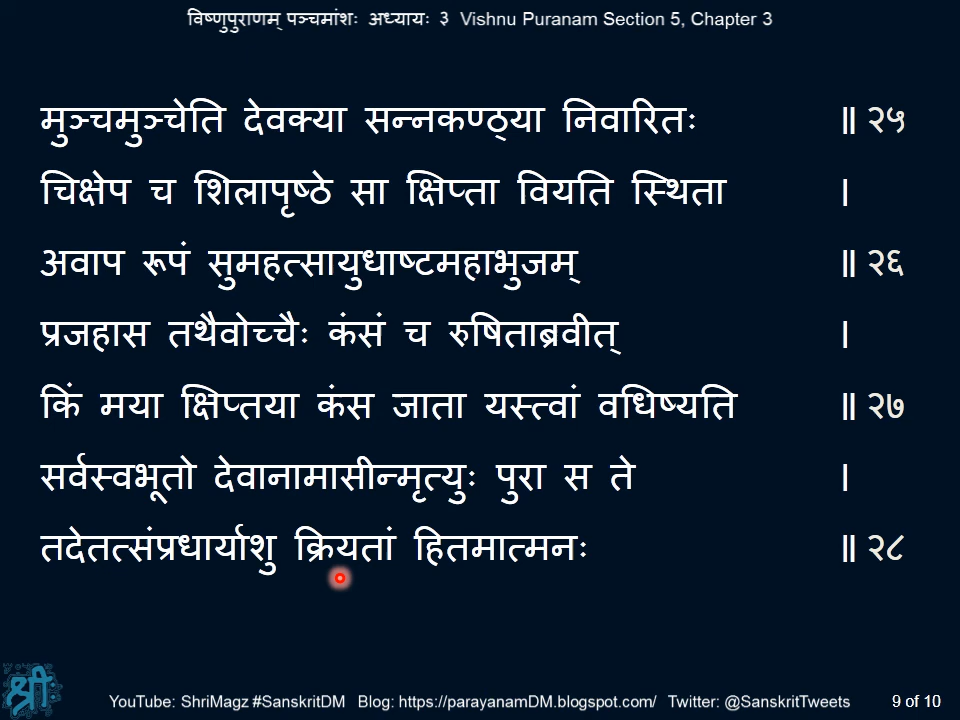 विष्णुपुराणम् पञ्चमांशः अध्यायः ३ Vishnu Puranam Section 5, Chapter 3
मुञ्चमुञ्चेति देवक्या सन्नकण्ठ्या निवारितः ॥ २५
चिक्षेप च शिलापृष्ठे सा क्षिप्ता वियति स्थिता ।
अवाप रूपं सुमहत्सायुधाष्टमहाभुजम् ॥ २६
प्रजहास तथैवोच्चैः कंसं च रुषिताब्रवीत् ।
किं मया क्षिप्तया कंस जाता यस्त्वां वधिष्यति ॥ २७
सर्वस्वभूतो देवानामासीन्मृत्युः पुरा स ते ।
तदेतत्संप्रधार्याशु क्रियतां हितमात्मनः ॥ २८
श्रीः YouTube: ShriMagz #SanskritDM Blog: https://parayanamDM.blogspot.com/ Twitter: @SanskritTweets 9 of 10